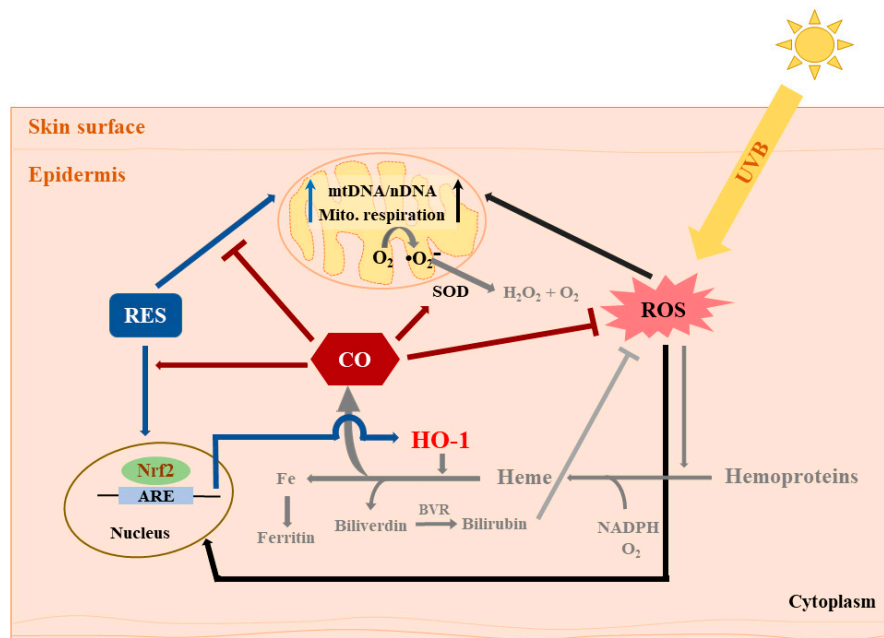 UVB
Skin surface
Epidermis
mtDNA/nDNA
Mito. respiration
O₂ •O₂⁻
SOD
H₂O₂ + O₂
RES
ROS
CO
HO-1
Nrf2
ARE
Nucleus
Fe
Heme
Hemoproteins
Ferritin
Biliverdin
BVR
Bilirubin
NADPH
O₂
Cytoplasm